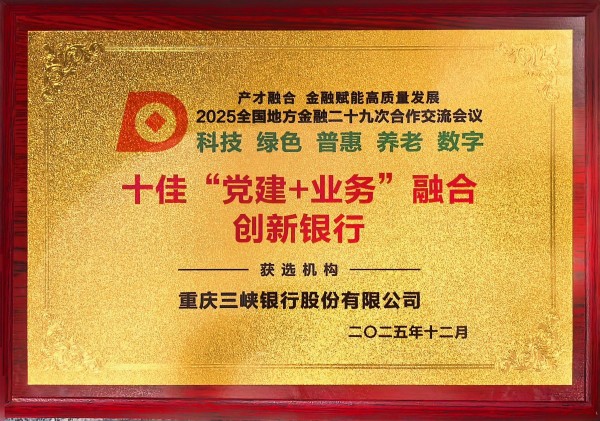 产才融合 金融赋能高质量发展
2025全国地方金融二十九次合作交流会议
科技 绿色 普惠 养老 数字
十佳“党建+业务”融合
创新银行
获选机构
重庆三峡银行股份有限公司
二〇二五年十二月